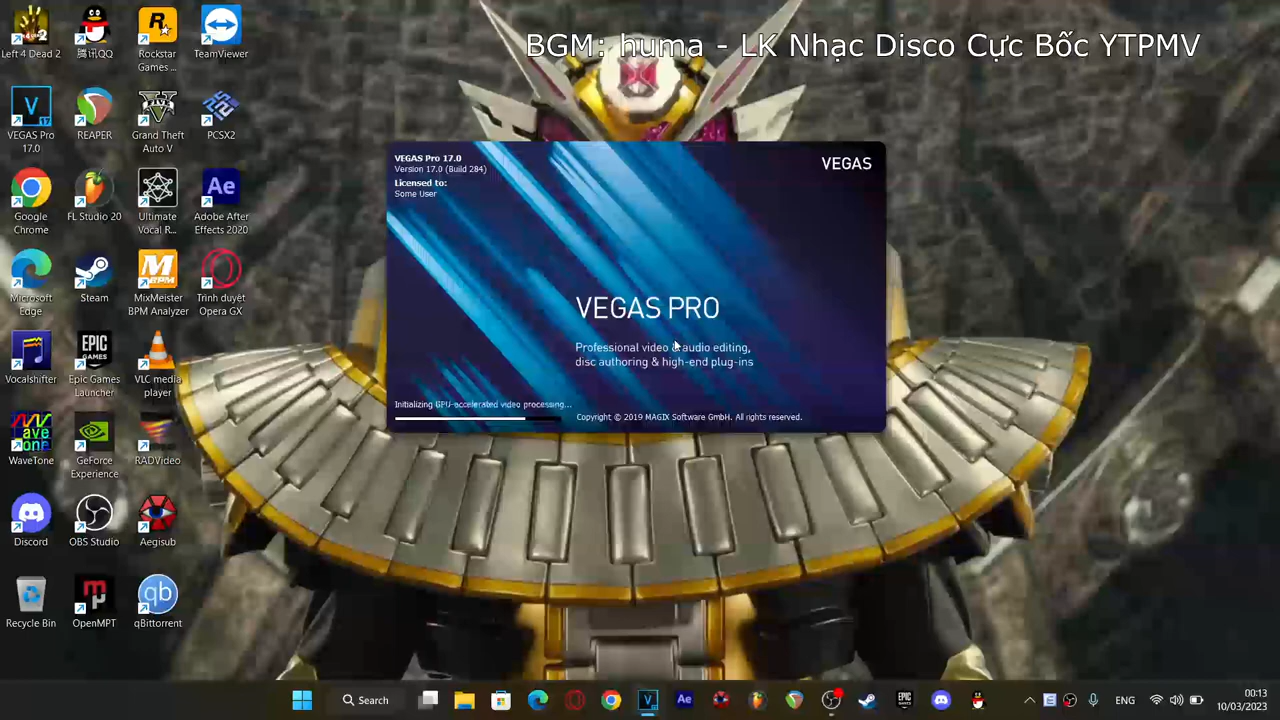 BGM: huma - LK Nhạc Disco Cực Bốc YTPMV
Left 4 Dead 2
腾讯QQ
Rockstar
Games ...
TeamViewer
VEGAS Pro
17.0
REAPER
Grand Theft
Auto V
PCSX2
Google
Chrome
FL Studio 20
Ultimate
Vocal R...
Adobe After
Effects 2020
Microsoft
Edge
Steam
MixMeister
BPM Analyzer
Trình duyệt
Opera GX
Vocalshifter
Epic Games
Launcher
VLC media
player
WaveTone
GeForce
Experience
RADVideo
Discord
OBS Studio
Aegisub
Recycle Bin
OpenMPT
qBittorrent
VEGAS Pro 17.0
Version 17.0 (Build 284)
Licensed to:
Some User
VEGAS
VEGAS PRO
Professional video & audio editing,
disc authoring & high-end plug-ins
Initializing GPU-accelerated video processing...
Copyright © 2019 MAGIX Software GmbH. All rights reserved.
Search
ENG
00:13
10/03/2023